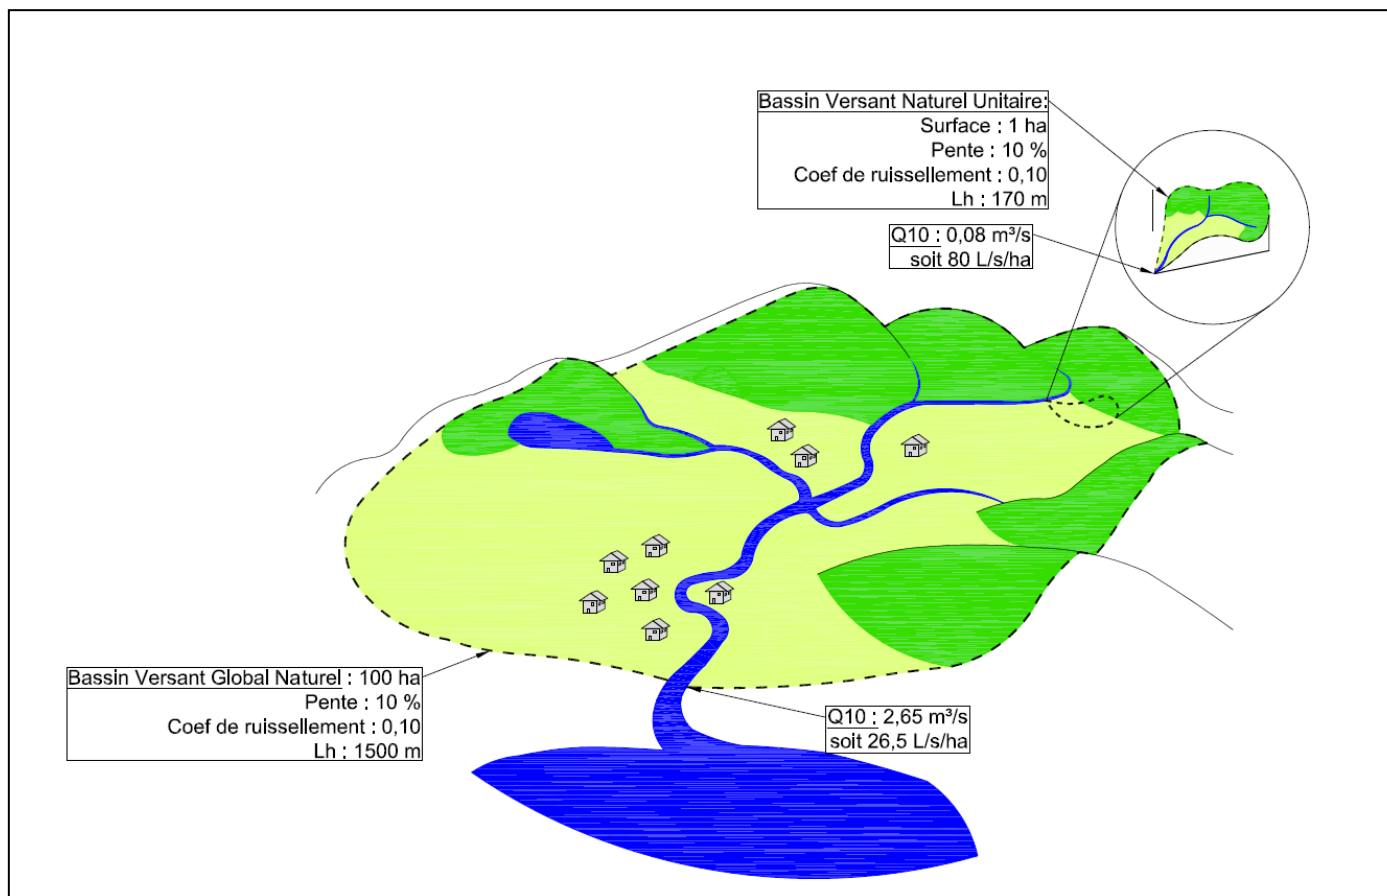 Bassin Versant Naturel Unitaire:
Surface : 1 ha
Pente : 10 %
Coef de ruissellement : 0,10
Lh : 170 m
Q10 : 0,08 m³/s
soit 80 L/s/ha
Bassin Versant Global Naturel : 100 ha
Pente : 10 %
Coef de ruissellement : 0,10
Lh : 1500 m
Q10 : 2,65 m³/s
soit 26,5 L/s/ha